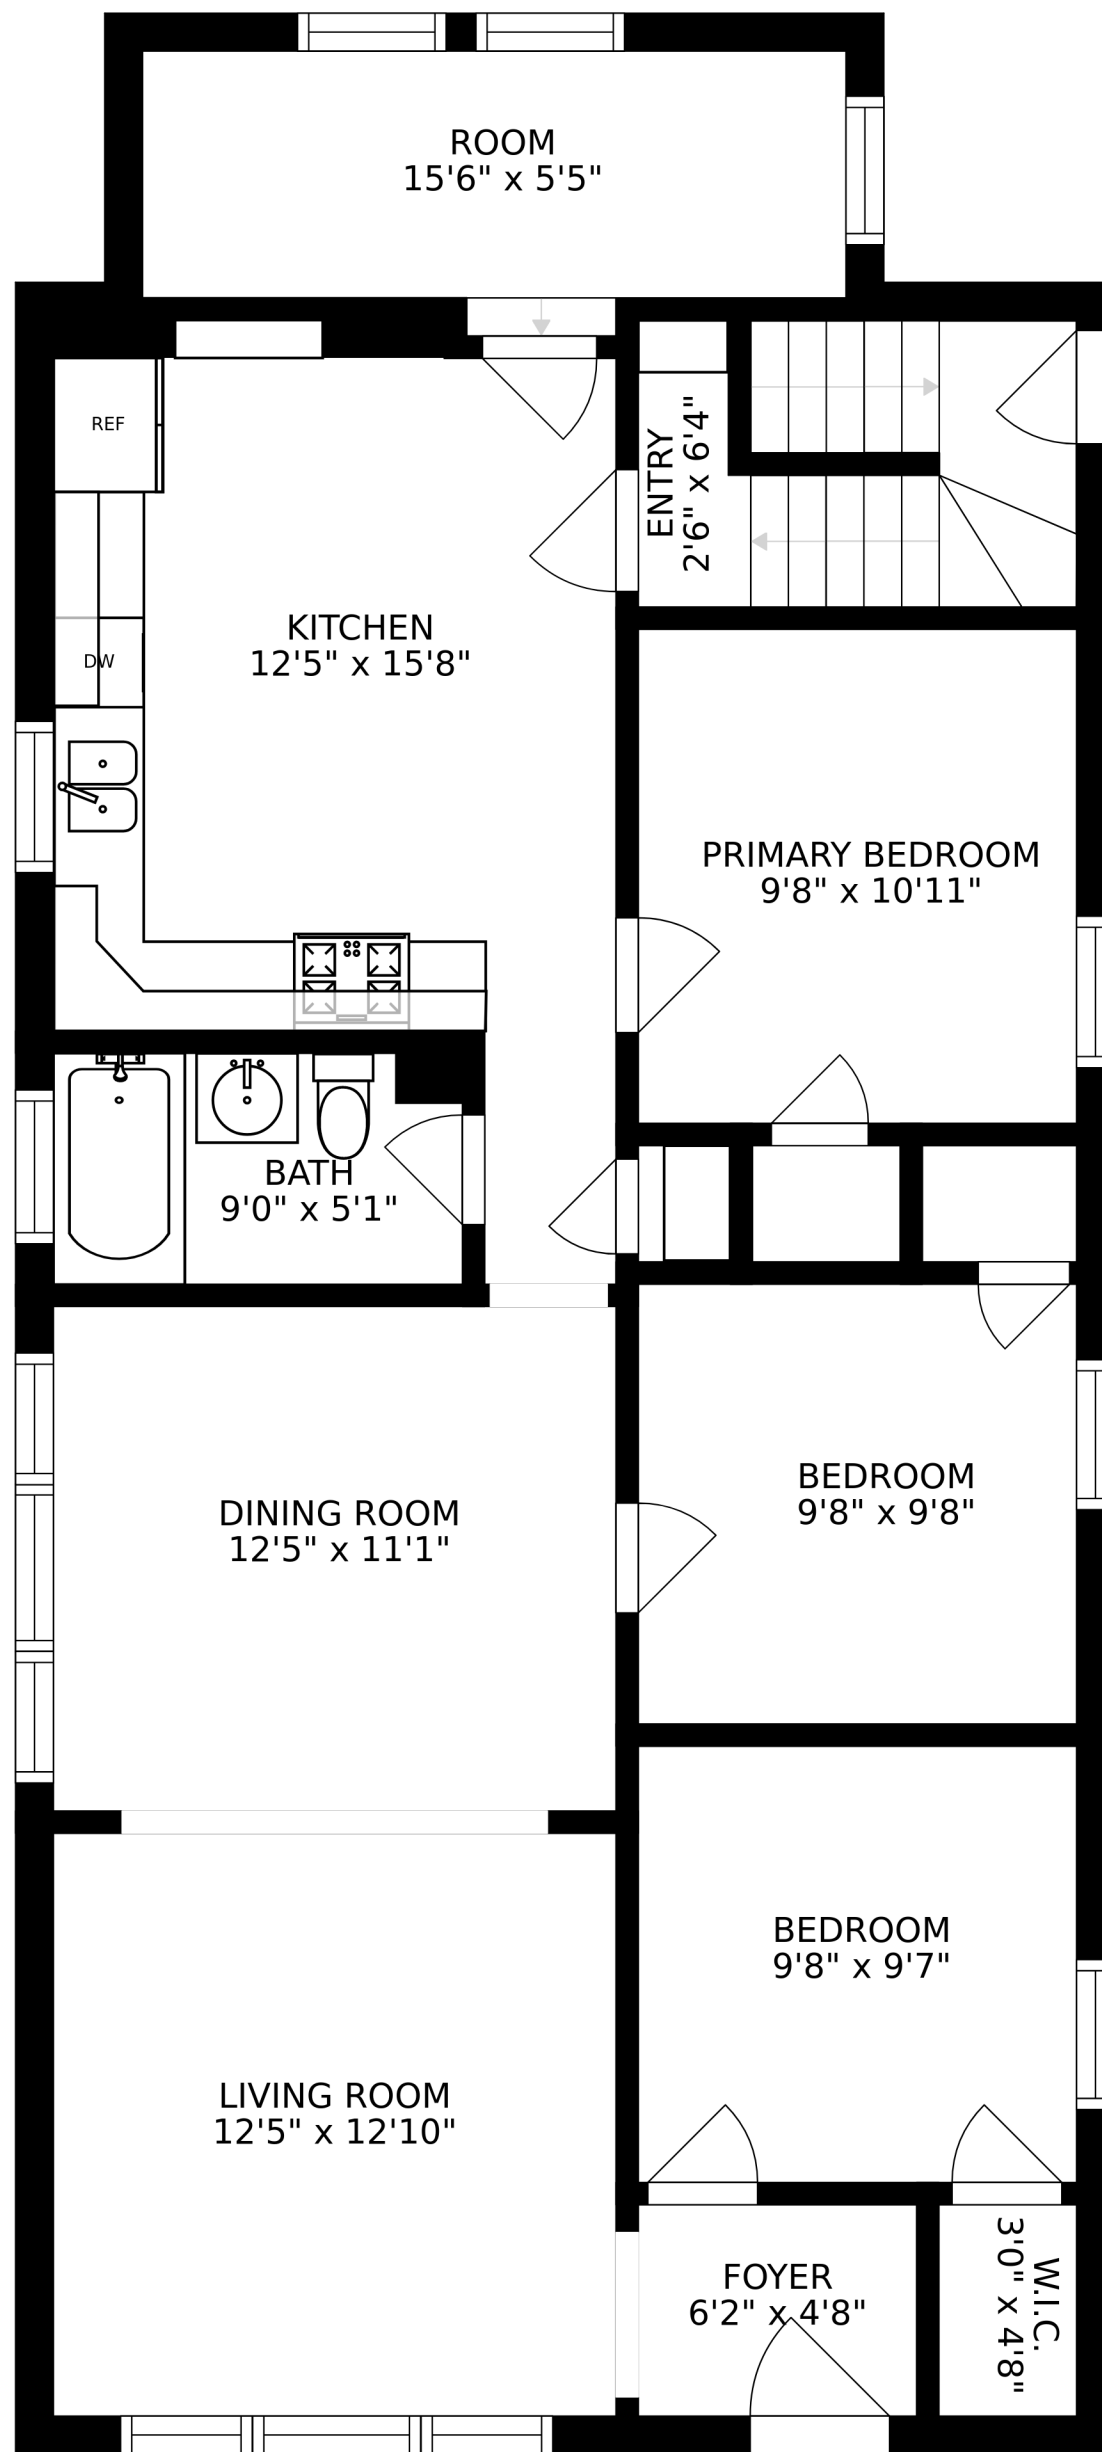 ROOM
15'6" x 5'5"
REF
ENTRY
2'6" x 6'4"
KITCHEN
12'5" x 15'8"
DW
PRIMARY BEDROOM
9'8" x 10'11"
BATH
9'0" x 5'1"
BEDROOM
9'8" x 9'8"
DINING ROOM
12'5" x 11'1"
BEDROOM
9'8" x 9'7"
LIVING ROOM
12'5" x 12'10"
FOYER
6'2" x 4'8"
W.I.C.
3'0" x 4'8"